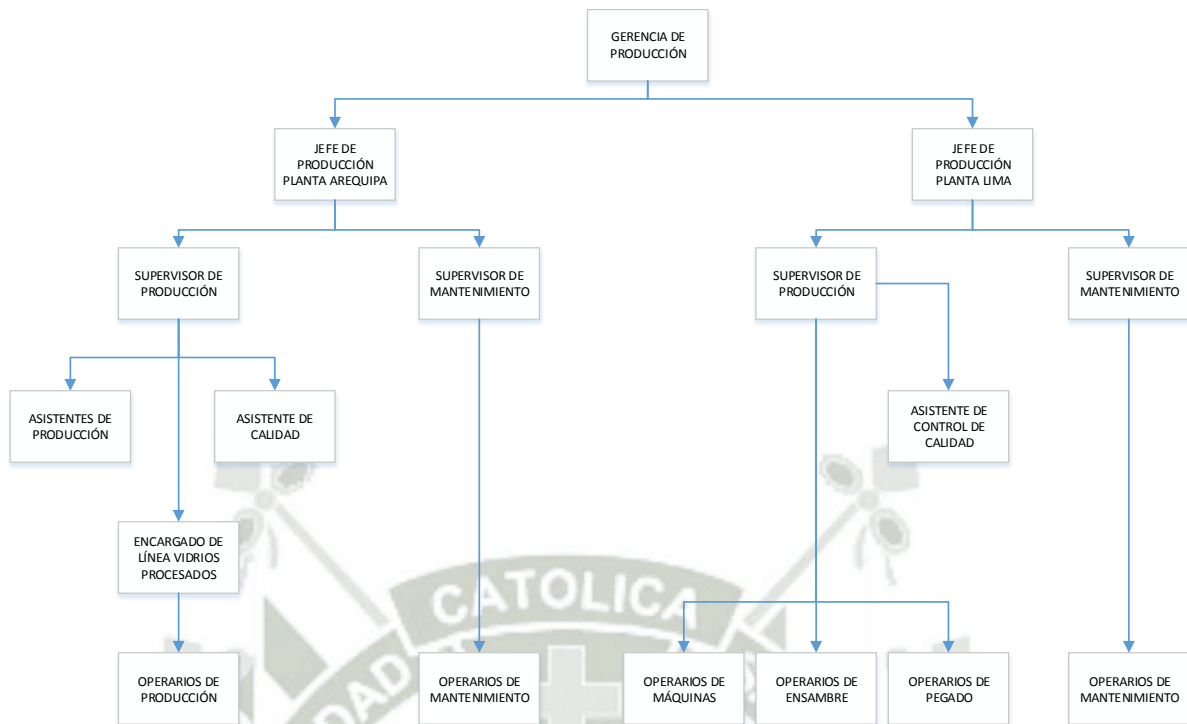 GERENCIA DE
PRODUCCIÓN
JEFE DE
PRODUCCIÓN
PLANTA AREQUIPA
JEFE DE
PRODUCCIÓN
PLANTA LIMA
SUPERVISOR DE
PRODUCCIÓN
SUPERVISOR DE
MANTENIMIENTO
SUPERVISOR DE
PRODUCCIÓN
SUPERVISOR DE
MANTENIMIENTO
ASISTENTES DE
PRODUCCIÓN
ASISTENTE DE
CALIDAD
ASISTENTE DE
CONTROL DE
CALIDAD
ENCARGADO DE
LÍNEA VIDRIOS
PROCESADOS
CATOLICA
DAD
OPERARIOS DE
PRODUCCIÓN
OPERARIOS DE
MANTENIMIENTO
OPERARIOS DE
MÁQUINAS
OPERARIOS DE
ENSAMBRE
OPERARIOS DE
PEGADO
OPERARIOS DE
MANTENIMIENTO